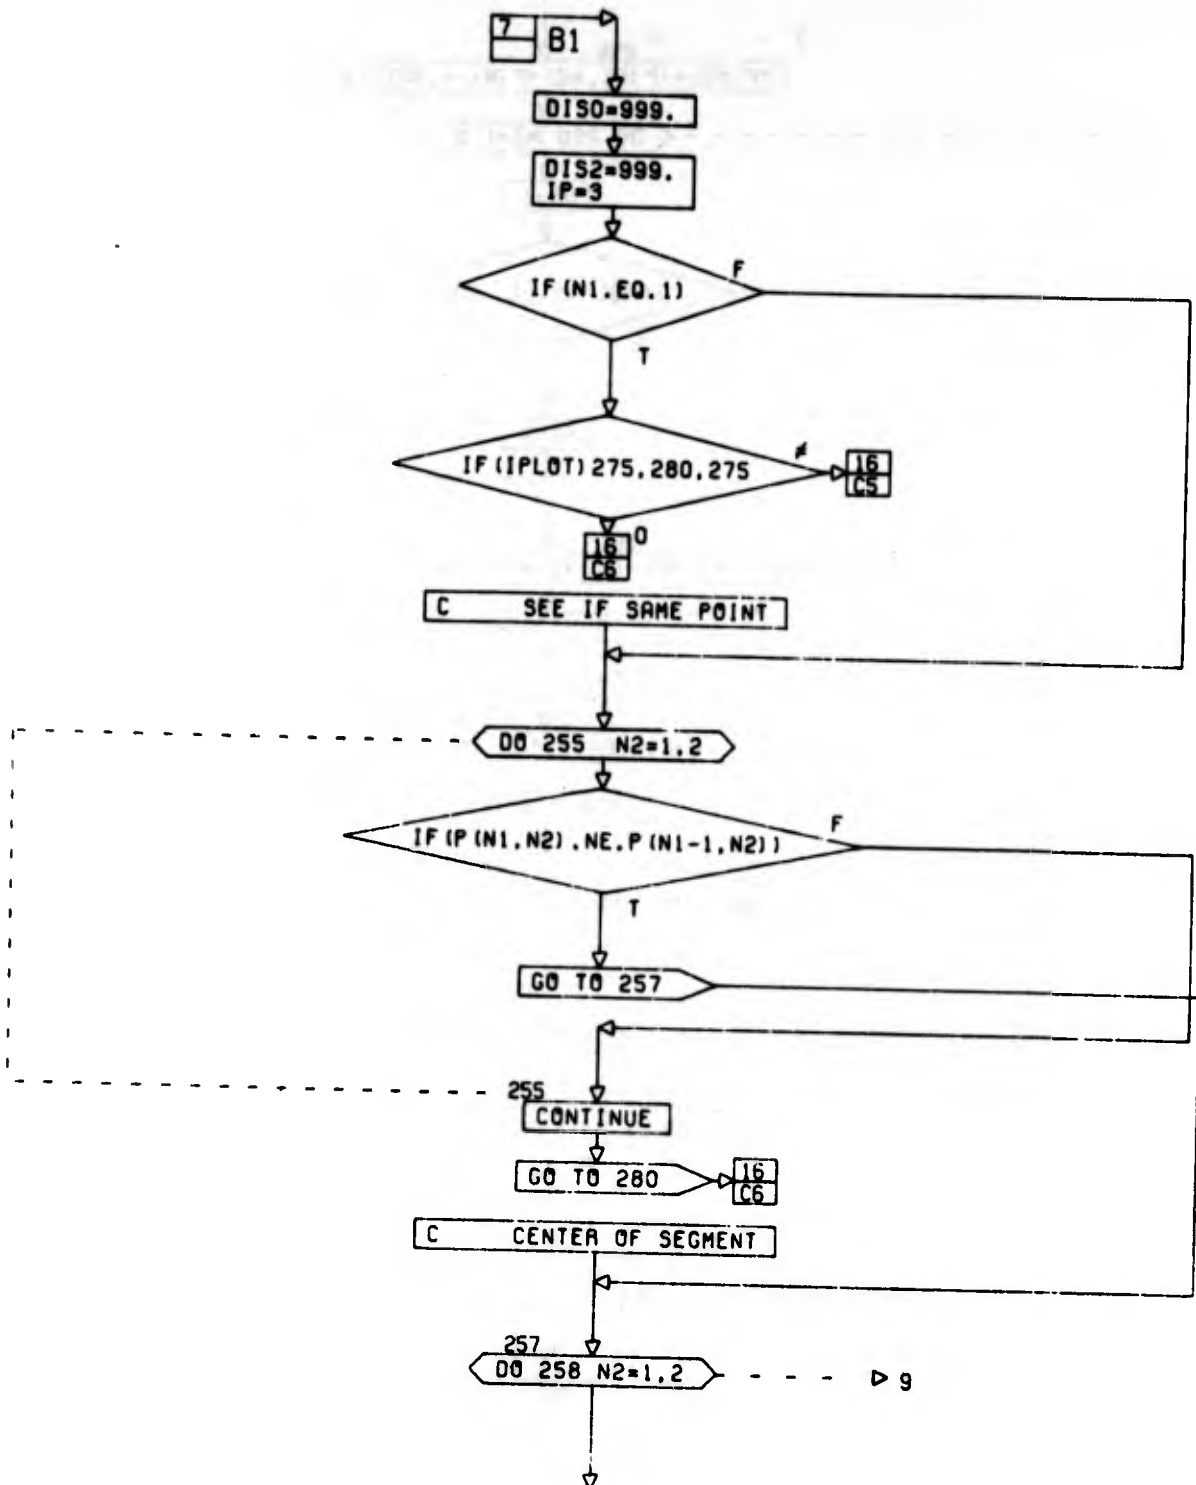 7
B1
DIS0=999.
DIS2=999.
IP=3
IF(N1.EQ.1)
F
T
IF(IPLOT)275,280,275
≠
16
C5
0
16
C6
C SEE IF SAME POINT
DO 255 N2=1,2
IF(P(N1,N2).NE.P(N1-1,N2))
F
T
GO TO 257
255
CONTINUE
GO TO 280
16
C6
C CENTER OF SEGMENT
257
DO 258 N2=1,2
9